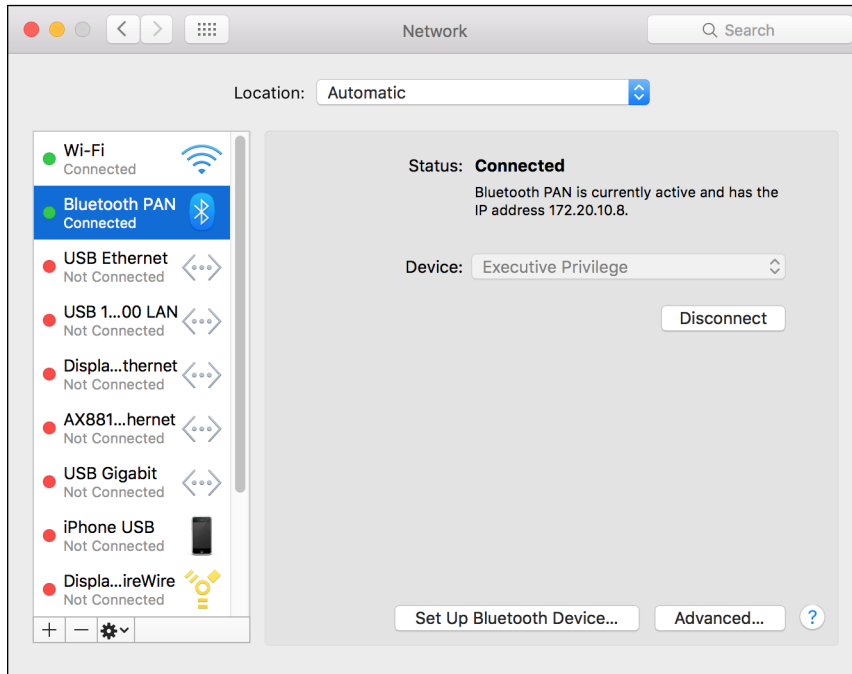 Network
Search
Location: Automatic
Wi-Fi
Connected
Bluetooth PAN
Connected
USB Ethernet
Not Connected
USB 1...00 LAN
Not Connected
Displa...thernet
Not Connected
AX881...hernet
Not Connected
USB Gigabit
Not Connected
iPhone USB
Not Connected
Displa...ireWire
Not Connected
Status: Connected
Bluetooth PAN is currently active and has the
IP address 172.20.10.8.
Device: Executive Privilege
Disconnect
Set Up Bluetooth Device...
Advanced...
?